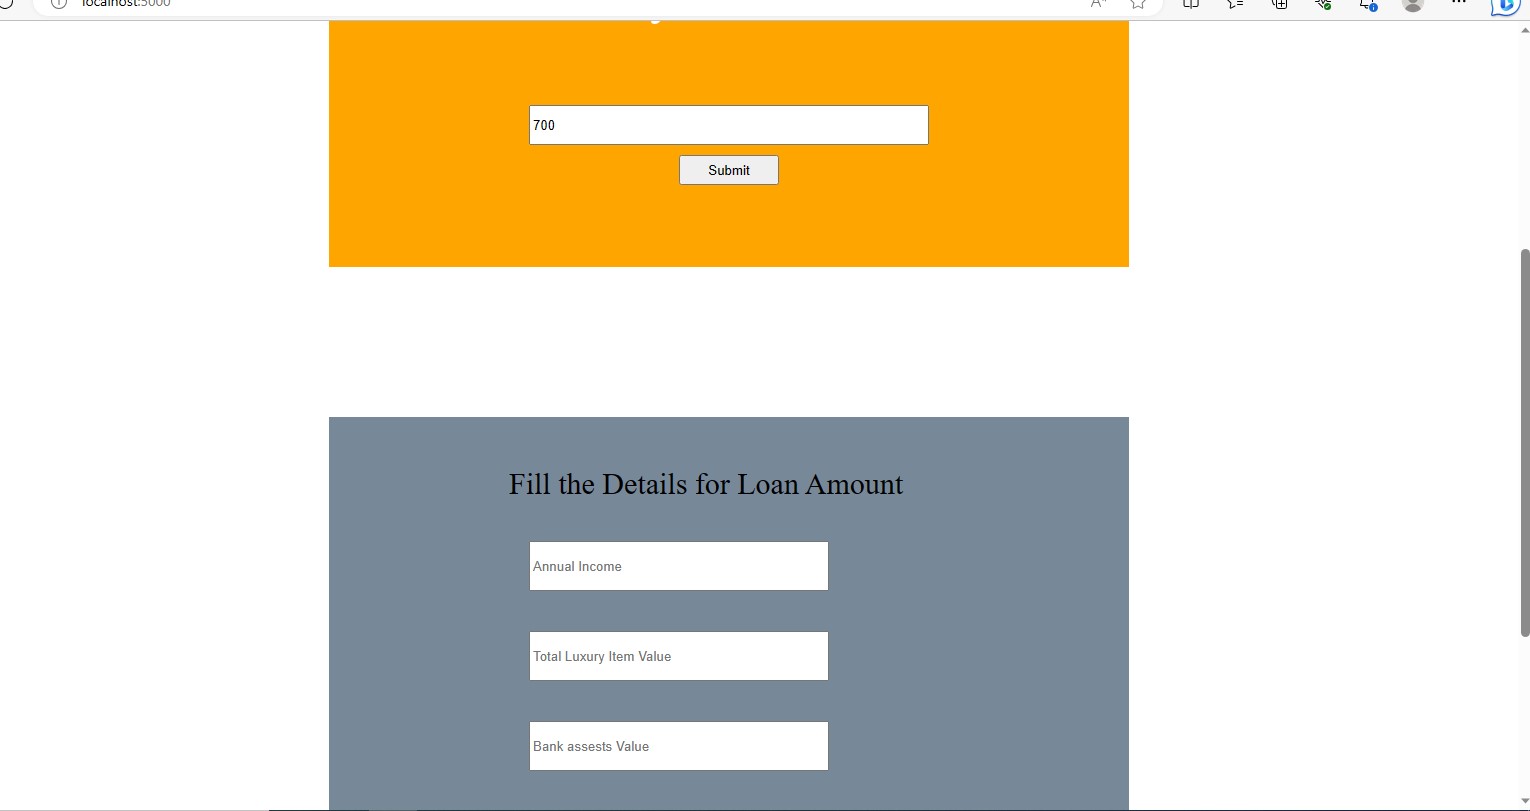 localhost:5000
700
Submit
Fill the Details for Loan Amount
Annual Income
Total Luxury Item Value
Bank assests Value